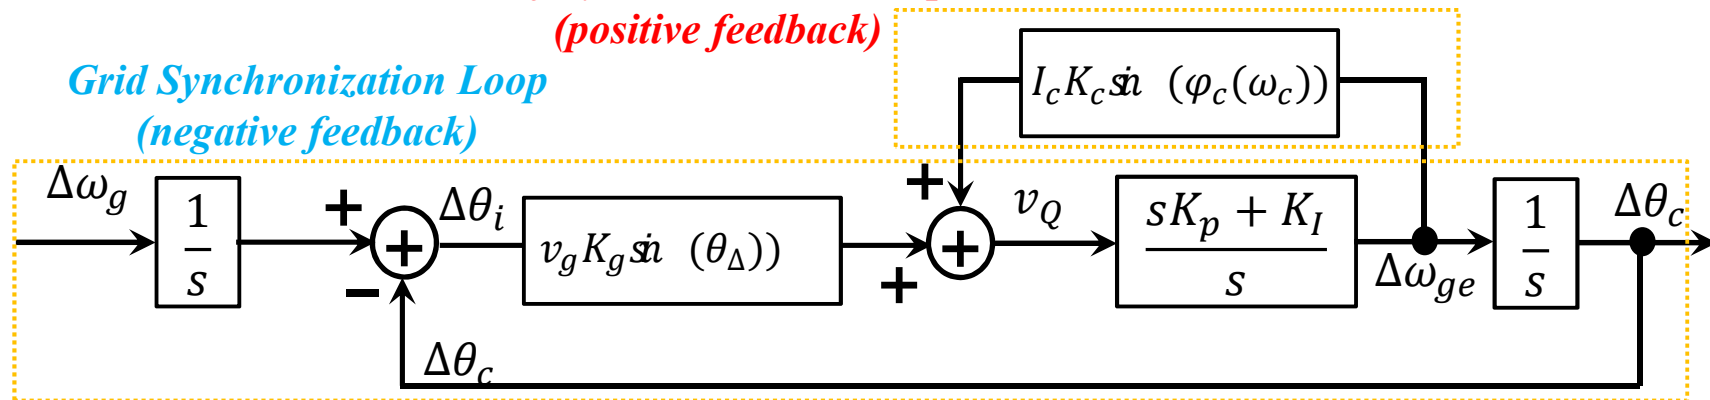 (positive feedback)
Grid Synchronization Loop
(negative feedback)
I_c K_c sin (φ_c(ω_c))
Δω_g
1
s
+
−
+
Δθ_i
v_g K_g sin (θ_Δ))
+
+
+
v_Q
sK_p + K_I
s
Δω_ge
1
s
Δθ_c
Δθ_c